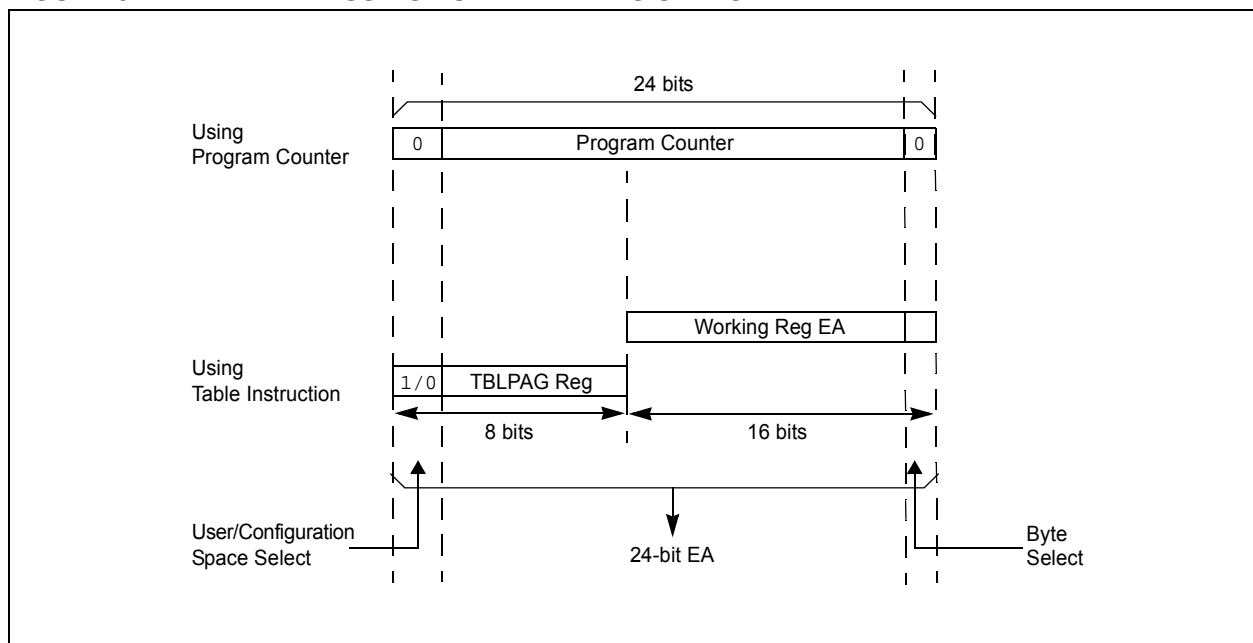 24 bits
Using
Program Counter
0
Program Counter
0
Working Reg EA
Using
Table Instruction
1/0
TBLPAG Reg
8 bits
16 bits
User/Configuration
Space Select
24-bit EA
Byte
Select